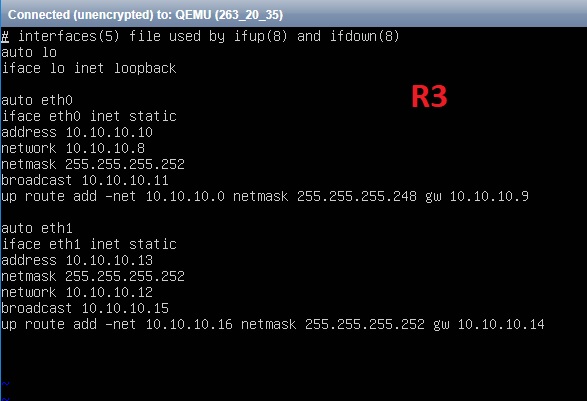 Connected (unencrypted) to: QEMU (263_20_35)
# interfaces(5) file used by ifup(8) and ifdown(8)
auto lo
iface lo inet loopback
R3
auto eth0
iface eth0 inet static
address 10.10.10.10
network 10.10.10.8
netmask 255.255.255.252
broadcast 10.10.10.11
up route add -net 10.10.10.0 netmask 255.255.255.248 gw 10.10.10.9
auto eth1
iface eth1 inet static
address 10.10.10.13
netmask 255.255.255.252
network 10.10.10.12
broadcast 10.10.10.15
up route add -net 10.10.10.16 netmask 255.255.255.252 gw 10.10.10.14
~
~